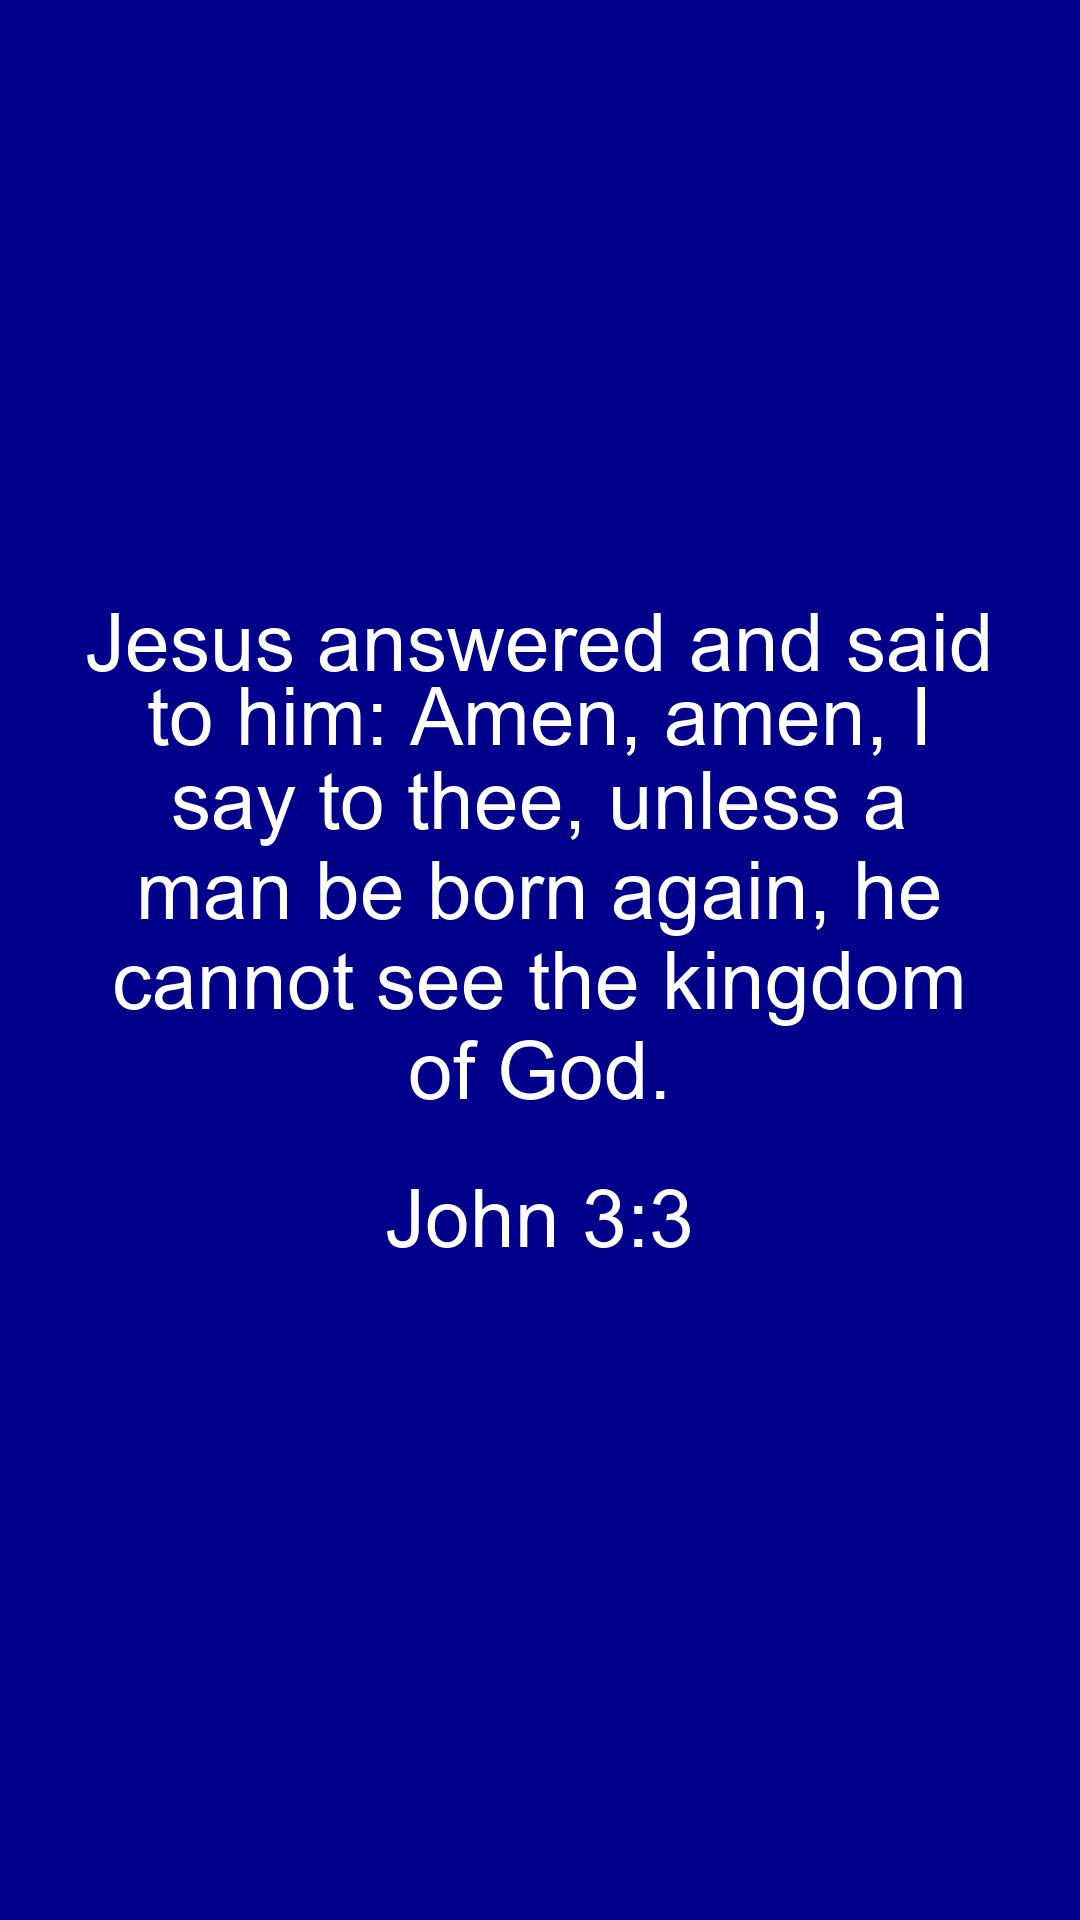 Jesus answered and said
to him: Amen, amen, I
say to thee, unless a
man be born again, he
cannot see the kingdom
of God.
John 3:3